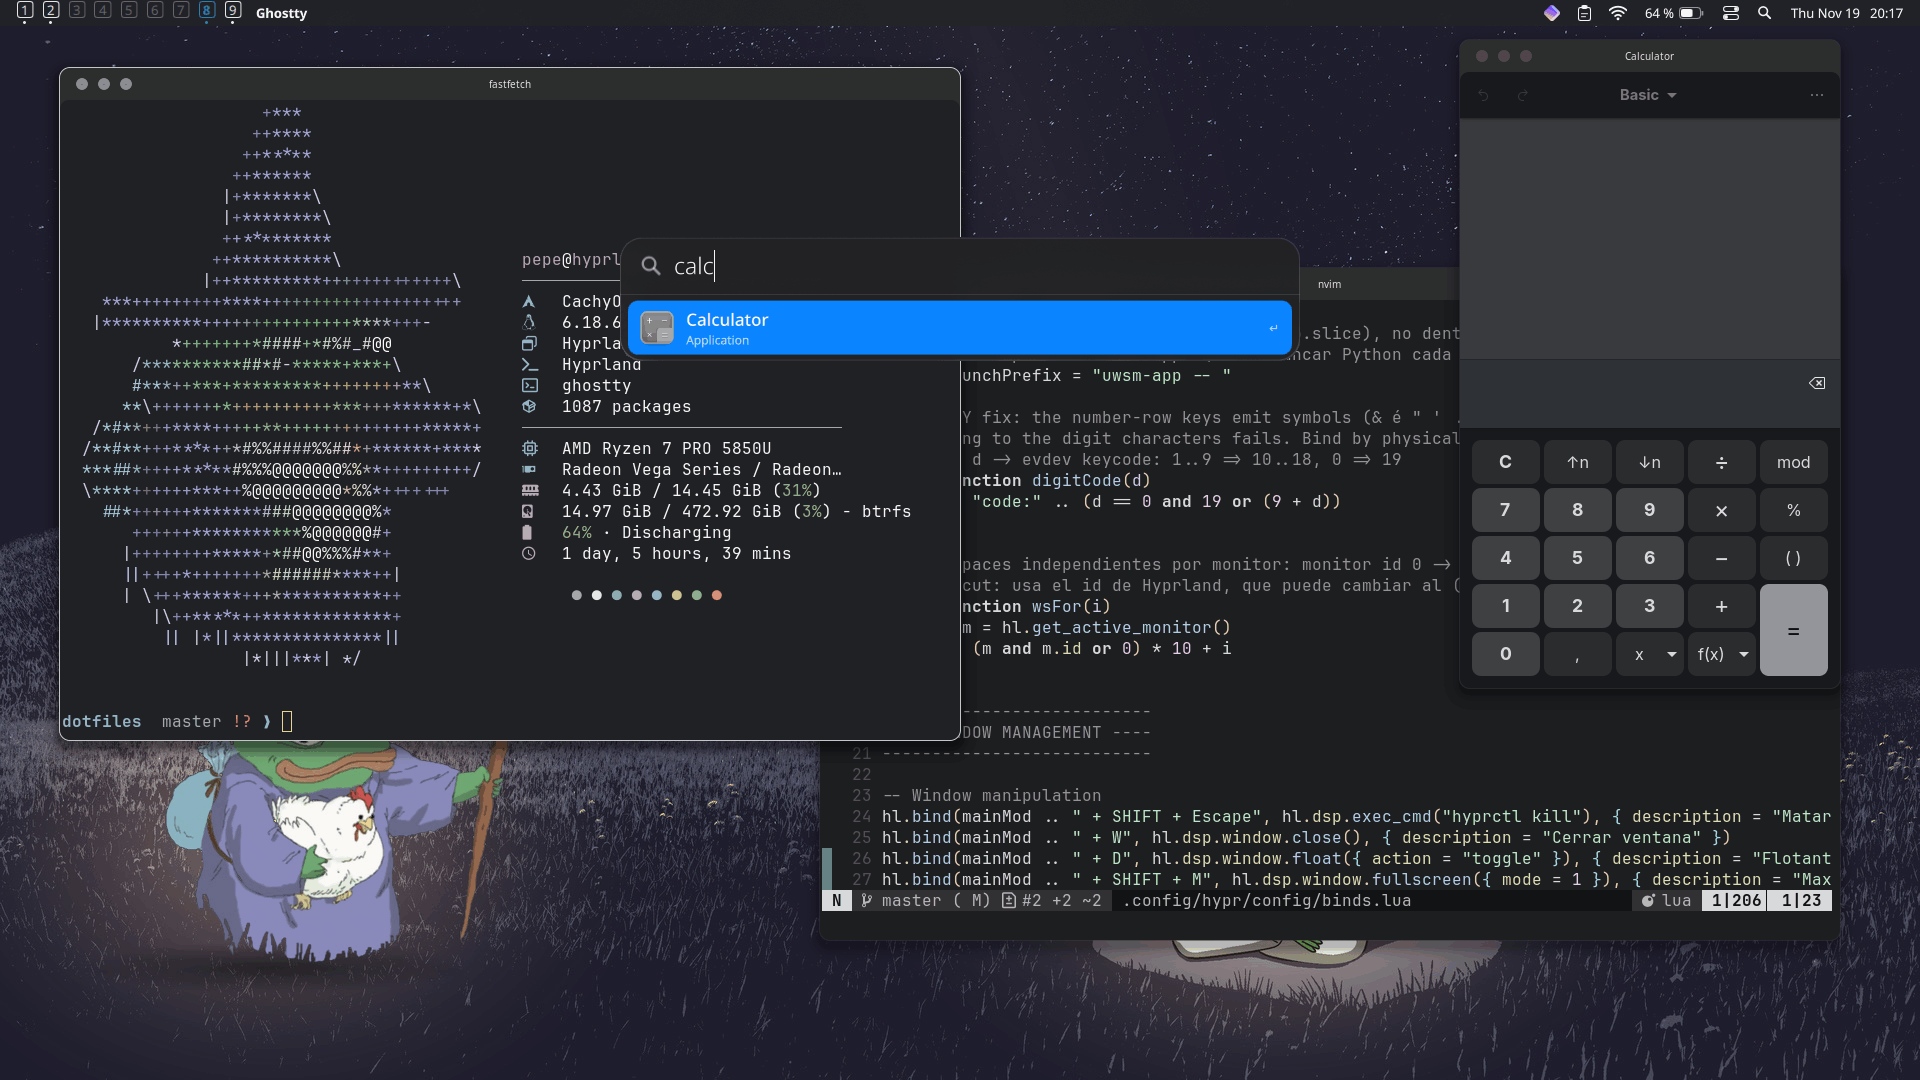 1 2 3 4 5 6 7 8 9 Ghostty
64 % Thu Nov 19 20:17
fastfetch
pepe@hyprl
CachyO
6.18.6
Hyprla
Hyprland
ghostty
1087 packages
AMD Ryzen 7 PRO 5850U
Radeon Vega Series / Radeon…
4.43 GiB / 14.45 GiB (31%)
14.97 GiB / 472.92 GiB (3%) - btrfs
64% · Discharging
1 day, 5 hours, 39 mins
dotfiles master !? ❱
calc
Calculator
Application
nvim
.slice), no dent
ncar Python cada
unchPrefix = "uwsm-app -- "
Y fix: the number-row keys emit symbols (& é " '
ng to the digit characters fails. Bind by physical
d -> evdev keycode: 1..9 => 10..18, 0 => 19
nction digitCode(d)
"code:" .. (d == 0 and 19 or (9 + d))
paces independientes por monitor: monitor id 0 ->
cut: usa el id de Hyprland, que puede cambiar al (
nction wsFor(i)
m = hl.get_active_monitor()
(m and m.id or 0) * 10 + i
-------------------
DOW MANAGEMENT ----
21 ---------------------------
22
23 -- Window manipulation
24 hl.bind(mainMod .. " + SHIFT + Escape", hl.dsp.exec_cmd("hyprctl kill"), { description = "Matar
25 hl.bind(mainMod .. " + W", hl.dsp.window.close(), { description = "Cerrar ventana" })
26 hl.bind(mainMod .. " + D", hl.dsp.window.float({ action = "toggle" }), { description = "Flotant
27 hl.bind(mainMod .. " + SHIFT + M", hl.dsp.window.fullscreen({ mode = 1 }), { description = "Max
N master ( M) #2 +2 ~2 .config/hypr/config/binds.lua lua 1|206 1|23
Calculator
Basic
C ↑n ↓n ÷ mod
7 8 9 × %
4 5 6 − ( )
1 2 3 + =
0 , x f(x)